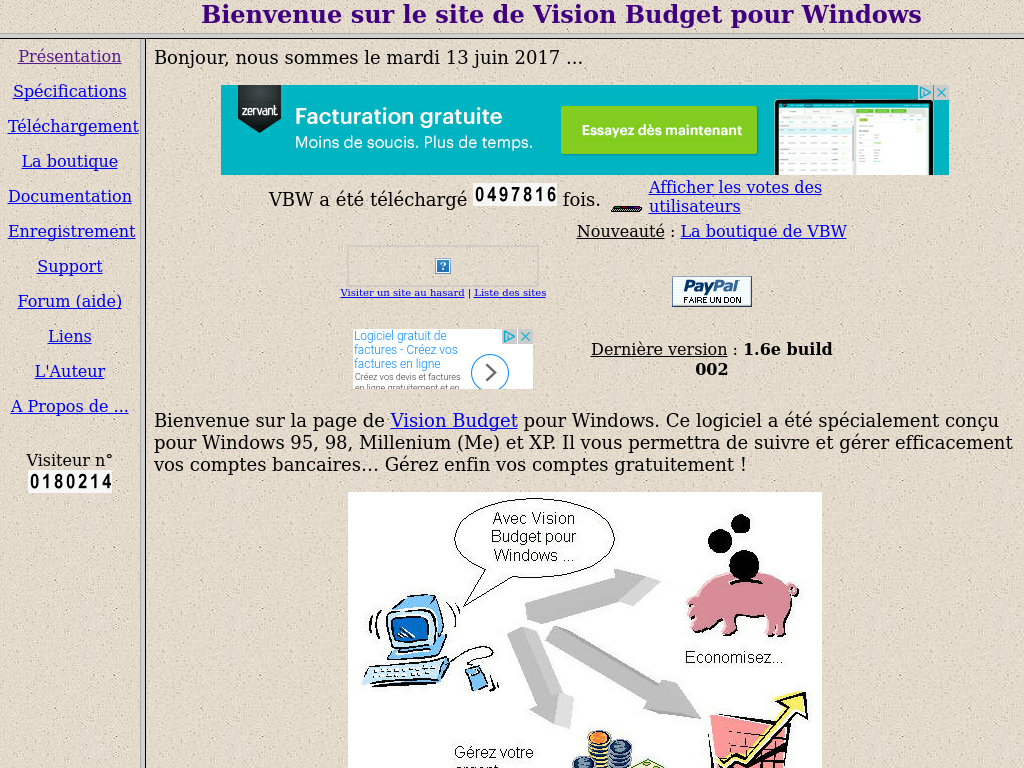 Bienvenue sur le site de Vision Budget pour Windows
Présentation
Spécifications
Téléchargement
La boutique
Documentation
Enregistrement
Support
Forum (aide)
Liens
L'Auteur
A Propos de ...
Visiteur n°
0180214
Bonjour, nous sommes le mardi 13 juin 2017 ...
zervant
Facturation gratuite
Moins de soucis. Plus de temps.
Essayez dès maintenant
VBW a été téléchargé 0497816 fois.
Afficher les votes des
utilisateurs
Nouveauté : La boutique de VBW
Visiter un site au hasard | Liste des sites
PayPal
FAIRE UN DON
Logiciel gratuit de
factures - Créez vos
factures en ligne
Créez vos devis et factures
en ligne gratuitement et en
Dernière version : 1.6e build
002
Bienvenue sur la page de Vision Budget pour Windows. Ce logiciel a été spécialement conçu
pour Windows 95, 98, Millenium (Me) et XP. Il vous permettra de suivre et gérer efficacement
vos comptes bancaires... Gérez enfin vos comptes gratuitement !
Avec Vision
Budget pour
Windows ...
Economisez...
Gérez votre